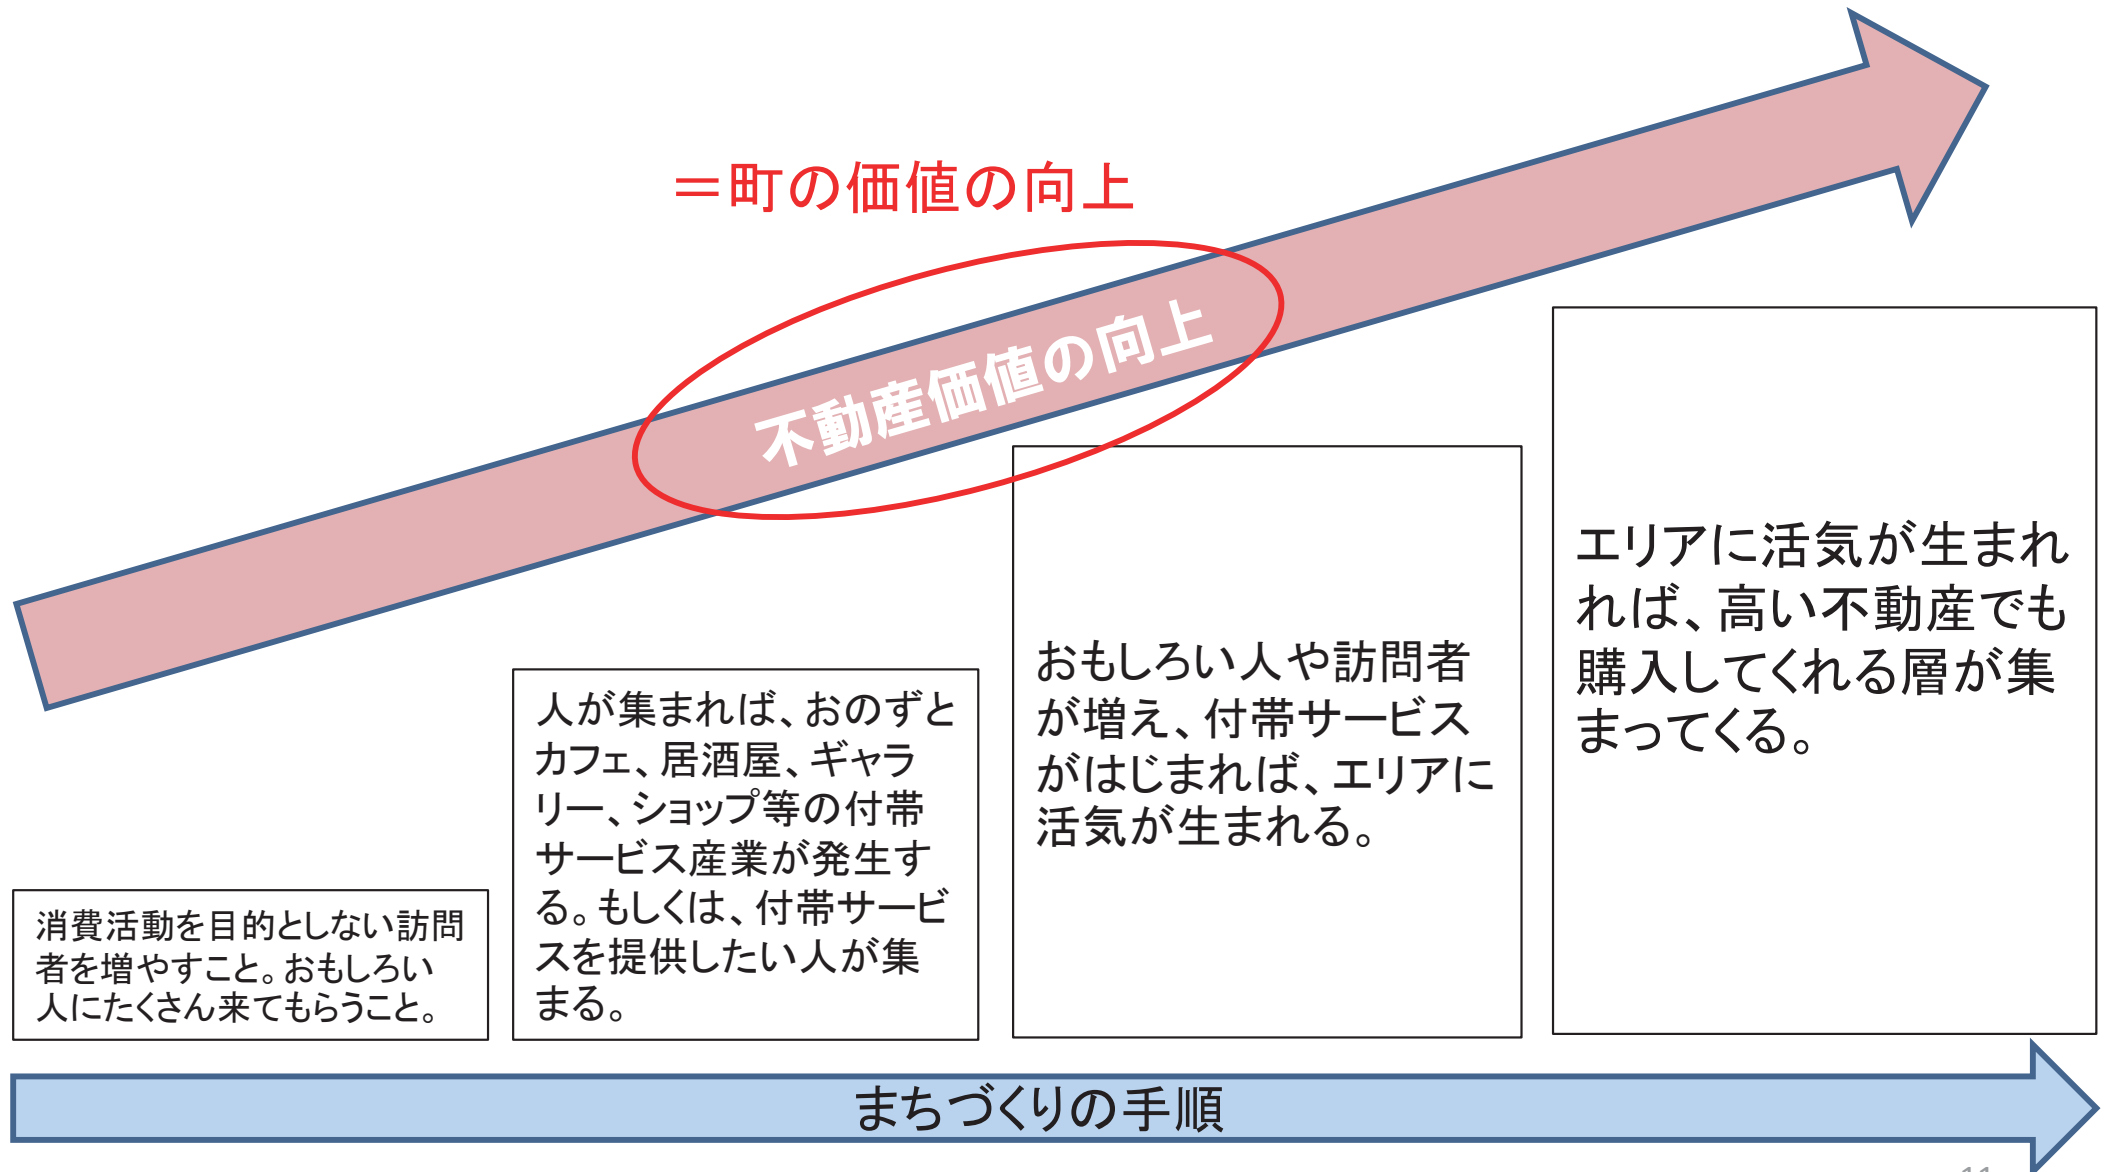 ＝町の価値の向上
不動産価値の向上
消費活動を目的としない訪問
者を増やすこと。おもしろい
人にたくさん来てもらうこと。
人が集まれば、おのずと
カフェ、居酒屋、ギャラ
リー、ショップ等の付帯
サービス産業が発生す
る。もしくは、付帯サービ
スを提供したい人が集
まる。
おもしろい人や訪問者
が増え、付帯サービス
がはじまれば、エリアに
活気が生まれる。
エリアに活気が生まれ
れば、高い不動産でも
購入してくれる層が集
まってくる。
まちづくりの手順